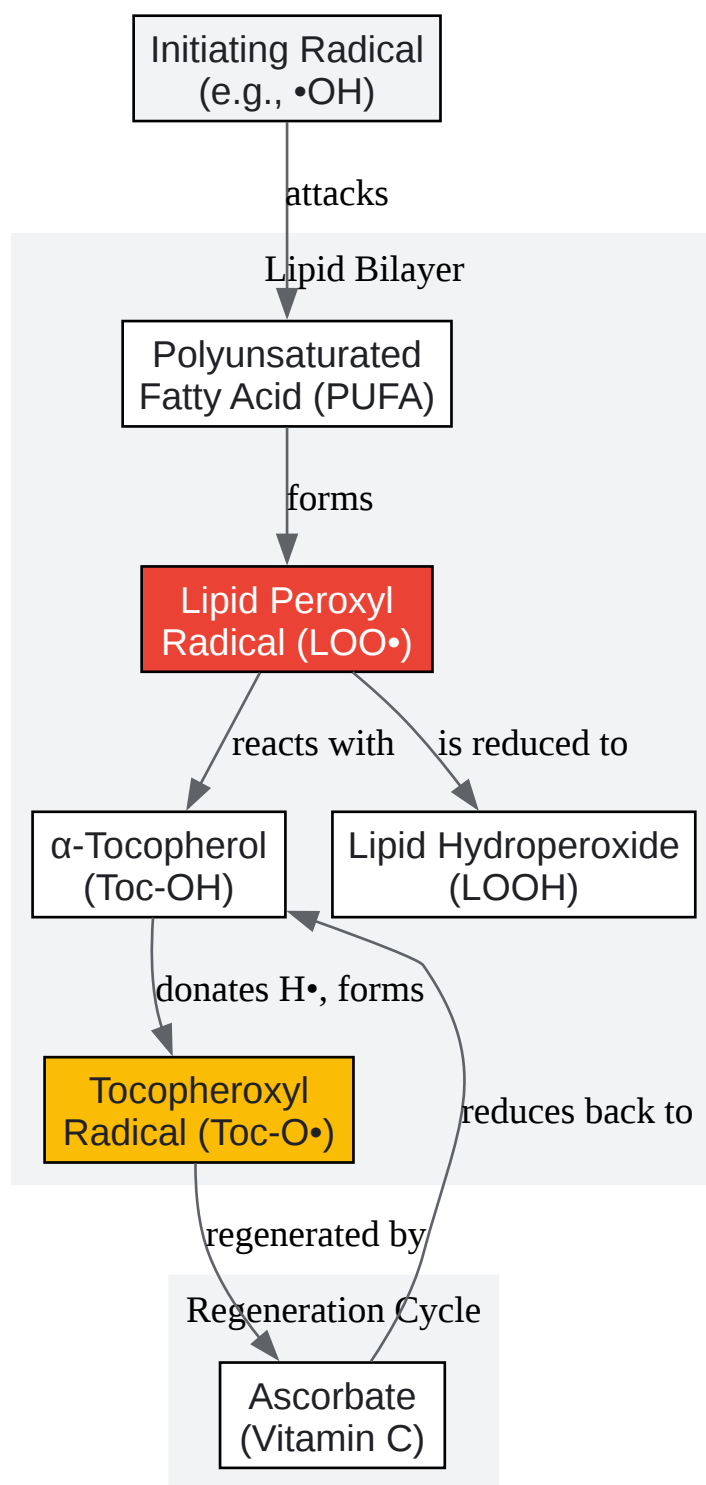 Initiating Radical
(e.g., •OH)
attacks
Lipid Bilayer
Polyunsaturated
Fatty Acid (PUFA)
forms
Lipid Peroxyl
Radical (LOO•)
reacts with
is reduced to
α-Tocopherol
(Toc-OH)
Lipid Hydroperoxide
(LOOH)
donates H•, forms
Tocopheroxyl
Radical (Toc-O•)
reduces back to
regenerated by
Regeneration Cycle
Ascorbate
(Vitamin C)